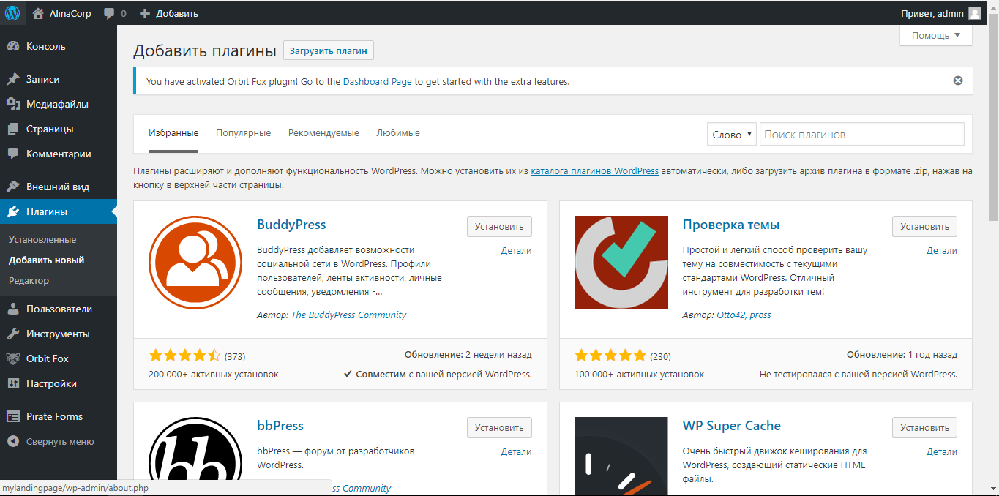 AlinaCorp 0 Добавить Привет, admin
Помощь ▼
Консоль
Записи
Медиафайлы
Страницы
Комментарии
Внешний вид
Плагины
Установленные
Добавить новый
Редактор
Пользователи
Инструменты
Orbit Fox
Настройки
Pirate Forms
Свернуть меню
Добавить плагины Загрузить плагин
You have activated Orbit Fox plugin! Go to the Dashboard Page to get started with the extra features.
Избранные Популярные Рекомендуемые Любимые Слово ▼ Поиск плагинов...
Плагины расширяют и дополняют функциональность WordPress. Можно установить их из каталога плагинов WordPress автоматически, либо загрузить архив плагина в формате .zip, нажав на
кнопку в верхней части страницы.
BuddyPress
Установить
Детали
BuddyPress добавляет возможности
социальной сети в WordPress. Профили
пользователей, ленты активности, личные
сообщения, уведомления -...
Автор: The BuddyPress Community
(373)
200 000+ активных установок
Обновление: 2 недели назад
✔ Совместим с вашей версией WordPress.
Проверка темы
Установить
Детали
Простой и лёгкий способ проверить вашу
тему на совместимость с текущими
стандартами WordPress. Отличный
инструмент для разработки тем!
Автор: Otto42, pross
(230)
100 000+ активных установок
Обновление: 1 год назад
Не тестировался с вашей версией WordPress.
bb
bbPress
Установить
Детали
bbPress — форум от разработчиков
WordPress.
ss Community
WP Super Cache
Установить
Детали
Очень быстрый движок кеширования для
WordPress, создающий статические HTML-
файлы.
mylandingpage/wp-admin/about.php